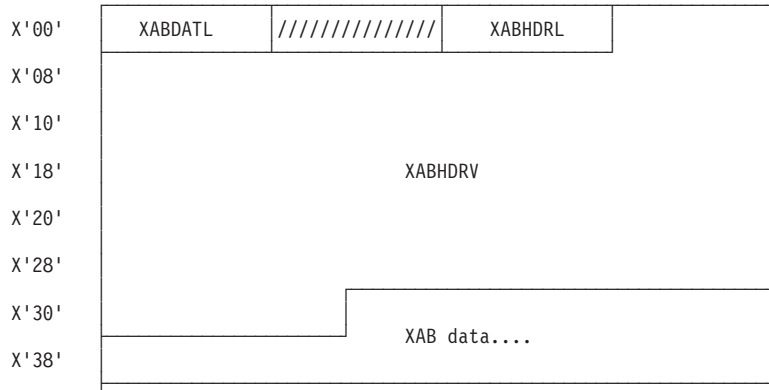 X'00' XABDATL /////////////// XABHDRL
X'08'
X'10'
X'18' XABHDRV
X'20'
X'28'
X'30'
XAB data....
X'38'